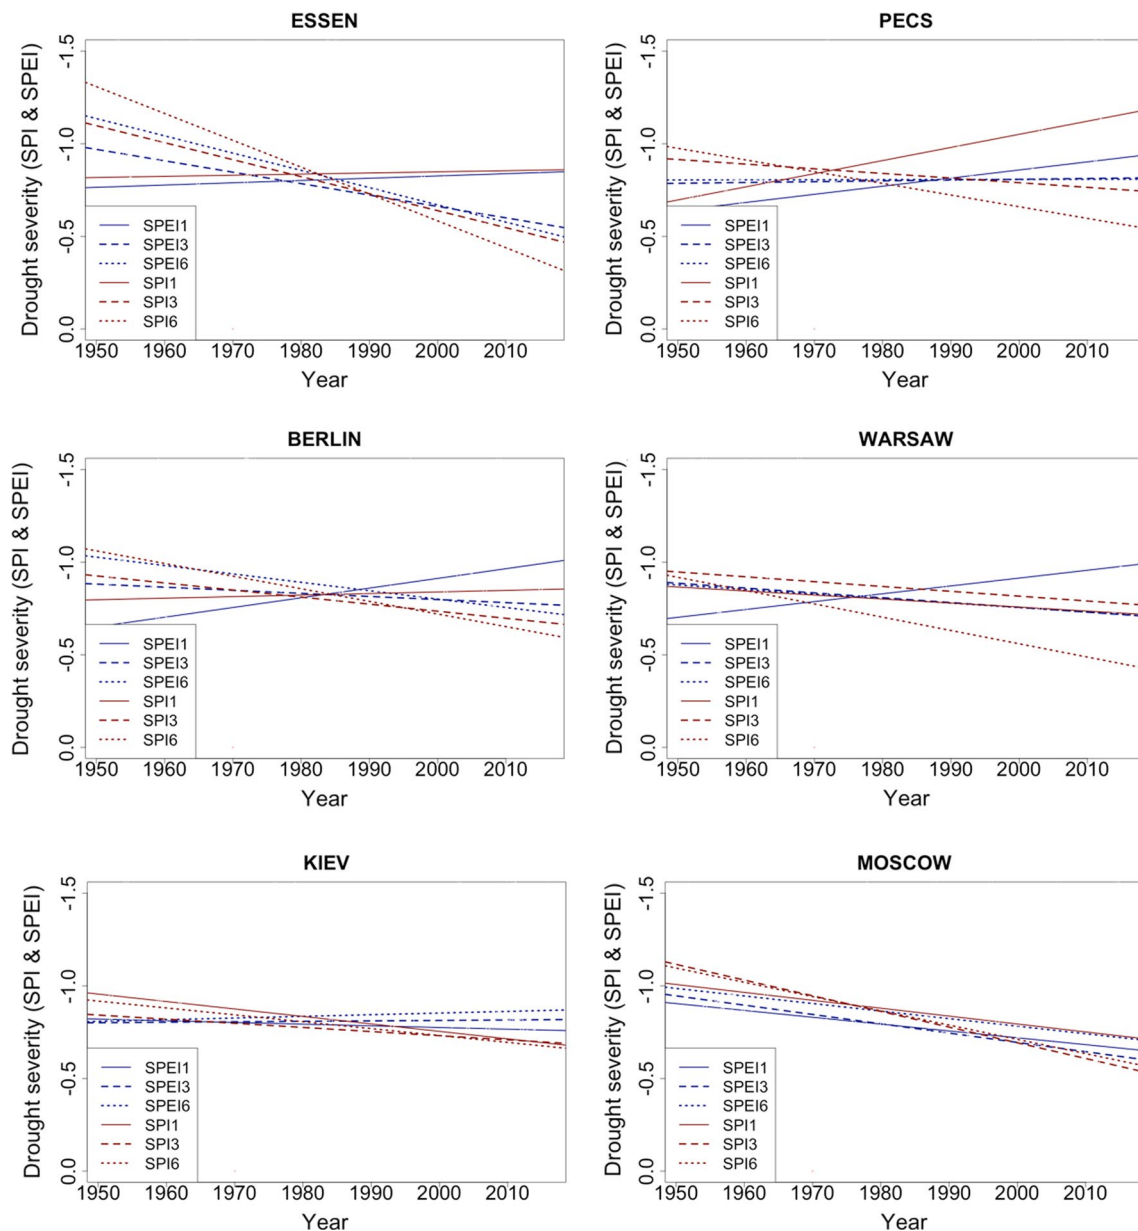 ESSEN
Drought severity (SPI & SPEI)
-1.5
-1.0
-0.5
0.0
SPEI1
SPEI3
SPEI6
SPI1
SPI3
SPI6
1950 1960 1970 1980 1990 2000 2010
Year
PECS
Drought severity (SPI & SPEI)
-1.5
-1.0
-0.5
0.0
SPEI1
SPEI3
SPEI6
SPI1
SPI3
SPI6
1950 1960 1970 1980 1990 2000 2010
Year
BERLIN
Drought severity (SPI & SPEI)
-1.5
-1.0
-0.5
0.0
SPEI1
SPEI3
SPEI6
SPI1
SPI3
SPI6
1950 1960 1970 1980 1990 2000 2010
Year
WARSAW
Drought severity (SPI & SPEI)
-1.5
-1.0
-0.5
0.0
SPEI1
SPEI3
SPEI6
SPI1
SPI3
SPI6
1950 1960 1970 1980 1990 2000 2010
Year
KIEV
Drought severity (SPI & SPEI)
-1.5
-1.0
-0.5
0.0
SPEI1
SPEI3
SPEI6
SPI1
SPI3
SPI6
1950 1960 1970 1980 1990 2000 2010
Year
MOSCOW
Drought severity (SPI & SPEI)
-1.5
-1.0
-0.5
0.0
SPEI1
SPEI3
SPEI6
SPI1
SPI3
SPI6
1950 1960 1970 1980 1990 2000 2010
Year